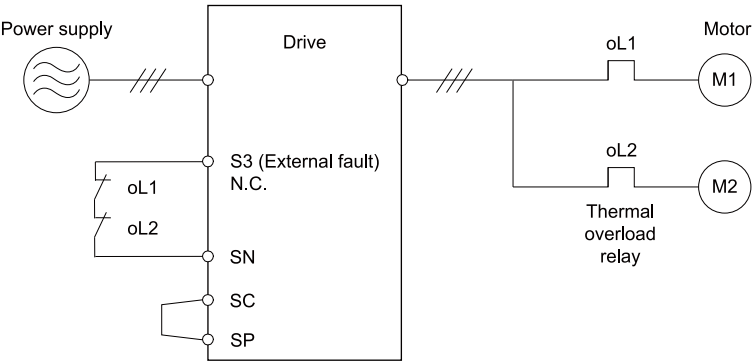 Power supply
Drive
oL1
Motor
M1
S3 (External fault)
N.C.
oL1
oL2
oL2
M2
Thermal
overload
relay
SN
SC
SP